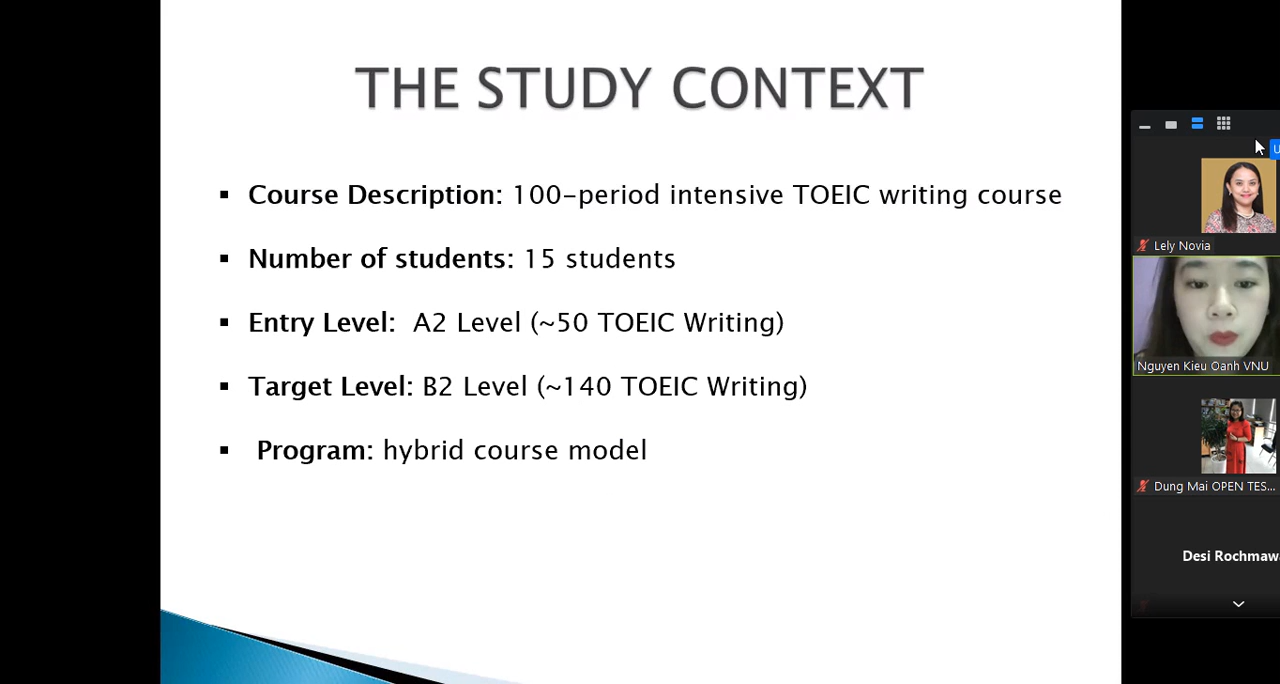 THE STUDY CONTEXT
▪ Course Description: 100-period intensive TOEIC writing course
▪ Number of students: 15 students
▪ Entry Level: A2 Level (~50 TOEIC Writing)
▪ Target Level: B2 Level (~140 TOEIC Writing)
▪ Program: hybrid course model
U
Lely Novia
Nguyen Kieu Oanh VNU
Dung Mai OPEN TES...
Desi Rochmaw